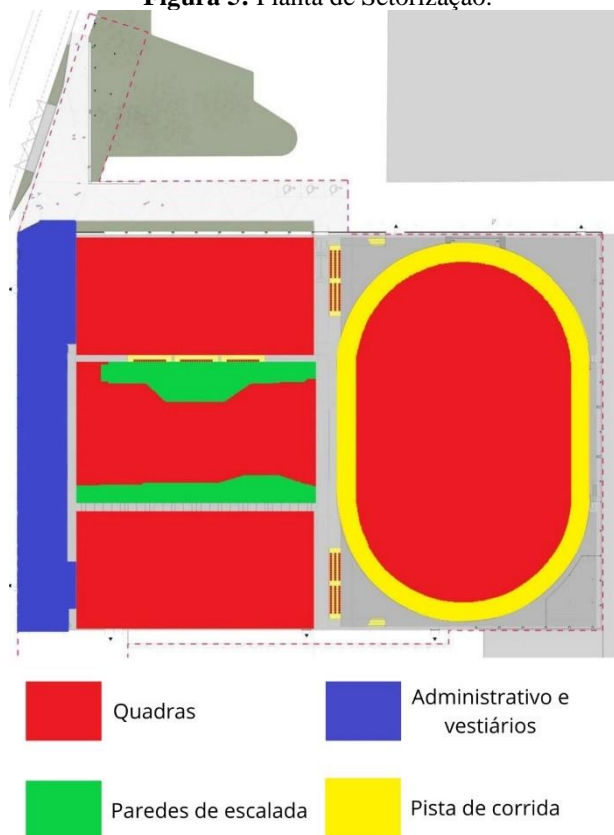 Figura 5: Planta de Setorização.
Quadras
Administrativo e
vestiários
Paredes de escalada
Pista de corrida